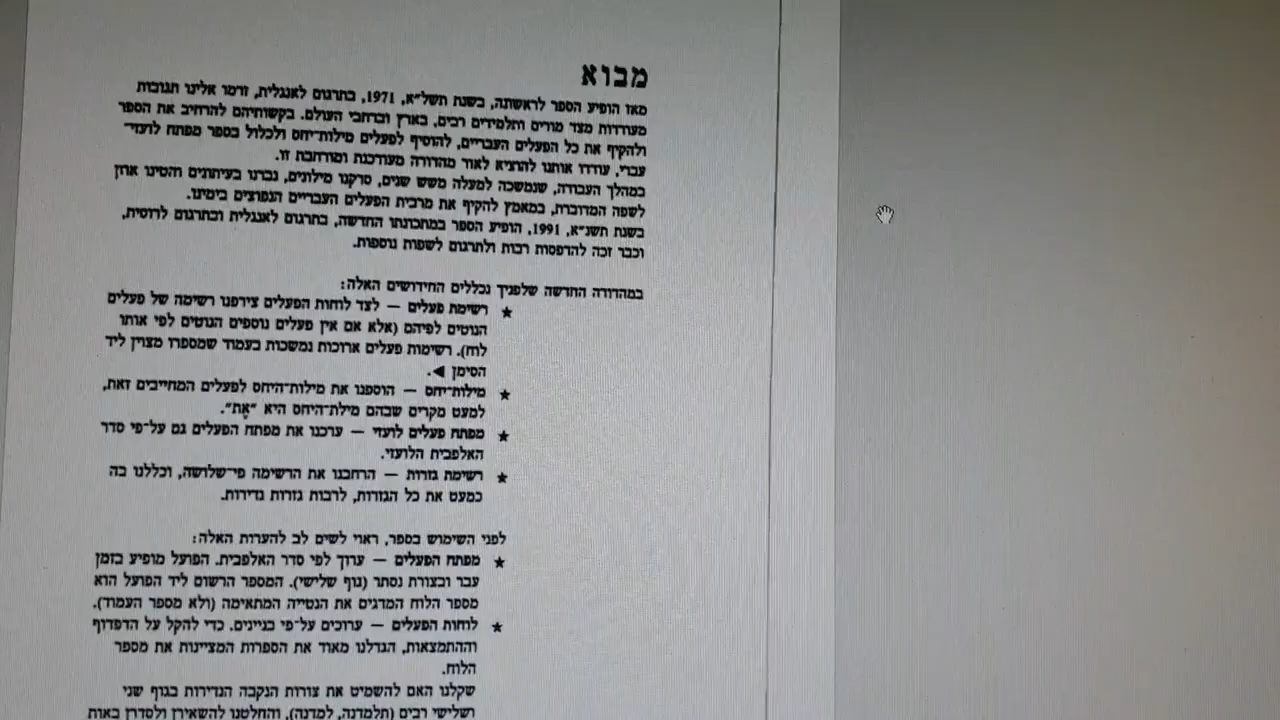 מבוא
מאז הופיע הספר לראשתה, בשנת תשל״א, 1971, בתרגום לאנגלית, זרמו אלינו תגובות
מעודדות מצד מורים ותלמידים רבים, בארץ וברחבי העולם. בקשותיהם להרחיב את הספר
ולהקיף את כל הפעלים העבריים, להוסיף לפעלים מילות־יחס ולכלול בספר מפתח לועזי־
עברי, עודדו אותנו להוציא לאור מהדורה מעודכנת ומורחבת זו.
במהלך העבודה, שנמשכה למעלה משש שנים, סרקנו מילונים, נברנו בעיתונים והטינו אוזן
לשפה המדוברת, במאמץ להקיף את מרבית הפעלים העבריים הנפוצים בימינו.
בשנת תשנ״א, 1991, הופיע הספר במתכונתו החדשה, בתרגום לאנגלית ובתרגום לרוסית,
וכבר זכה להדפסות רבות ולתרגום לשפות נוספות.
במהדורה החדשה שלפניך נכללים החידושים האלה:
★ רשימת פעלים — לצד לוחות הפעלים צירפנו רשימה של פעלים
הנוטים לפיהם (אלא אם אין פעלים נוספים הנוטים לפי אותו
לוח). רשימות פעלים ארוכות נמשכות בעמוד שמספרו מצוין ליד
הסימן ◄.
★ מילות־יחס — הוספנו את מילות־היחס לפעלים המחייבים זאת,
למעט מקרים שבהם מילת־היחס היא ״אֶת״.
★ מפתח פעלים לועזי — ערכנו את מפתח הפעלים גם על־פי סדר
האלפבית הלועזי.
★ רשימת גזרות — הרחבנו את הרשימה פי־שלושה, וכללנו בה
כמעט את כל הגזרות, לרבות גזרות נדירות.
לפני השימוש בספר, ראוי לשים לב להערות האלה:
★ מפתח הפעלים — ערוך לפי סדר האלפבית. הפועל מופיע בזמן
עבר ובצורת נסתר (גוף שלישי). המספר הרשום ליד הפועל הוא
מספר הלוח המדגים את הנטייה המתאימה (ולא מספר העמוד).
★ לוחות הפעלים — ערוכים על־פי בניינים. כדי להקל על הדפדוף
וההתמצאות, הגדלנו מאוד את הספרות המציינות את מספר
הלוח.
שקלנו האם להשמיט את צורות הנקבה הנדירות בגוף שני
ושלישי רבים (תלמדנה, למדנה), והחלטנו להשאירן ולסדרן באות